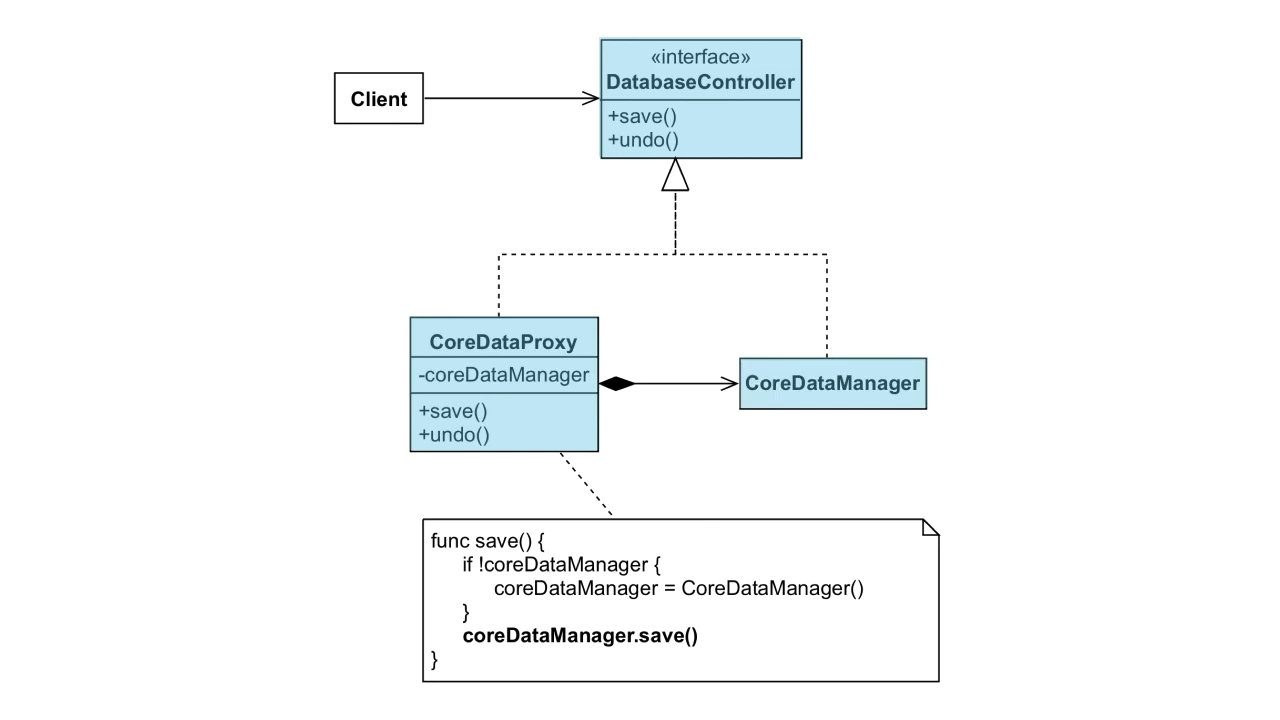 «interface»
DatabaseController
+save()
+undo()
Client
CoreDataProxy
-coreDataManager
+save()
+undo()
CoreDataManager
func save() {
if !coreDataManager {
coreDataManager = CoreDataManager()
}
coreDataManager.save()
}